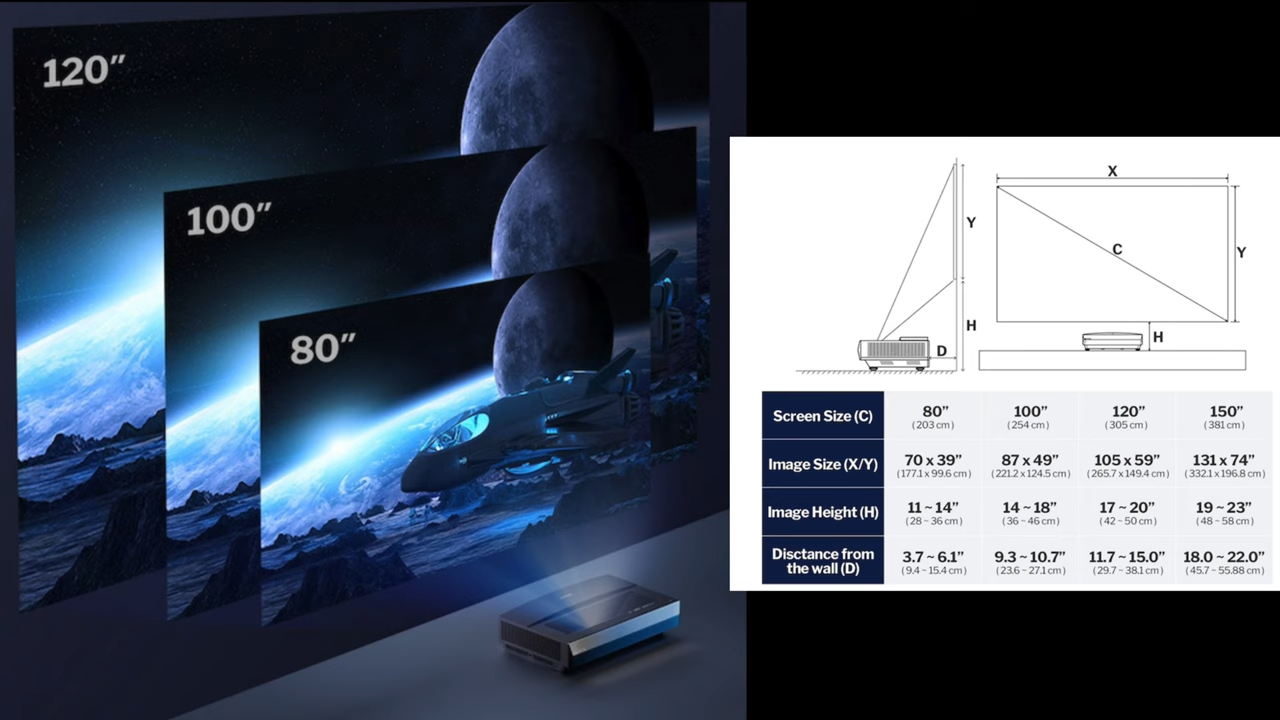 120”
100”
80”
X
Y
C
Y
H
H
D
Screen Size (C)
80”
(203 cm)
100”
(254 cm)
120”
(305 cm)
150”
(381 cm)
Image Size (X/Y)
70 x 39”
(177.1 x 99.6 cm)
87 x 49”
(221.2 x 124.5 cm)
105 x 59”
(265.7 x 149.4 cm)
131 x 74”
(332.1 x 196.8 cm)
Image Height (H)
11 ~ 14”
(28 ~ 36 cm)
14 ~ 18”
(36 ~ 46 cm)
17 ~ 20”
(42 ~ 50 cm)
19 ~ 23”
(48 ~ 58 cm)
Disctance from
the wall (D)
3.7 ~ 6.1”
(9.4 ~ 15.4 cm)
9.3 ~ 10.7”
(23.6 ~ 27.1 cm)
11.7 ~ 15.0”
(29.7 ~ 38.1 cm)
18.0 ~ 22.0”
(45.7 ~ 55.88 cm)